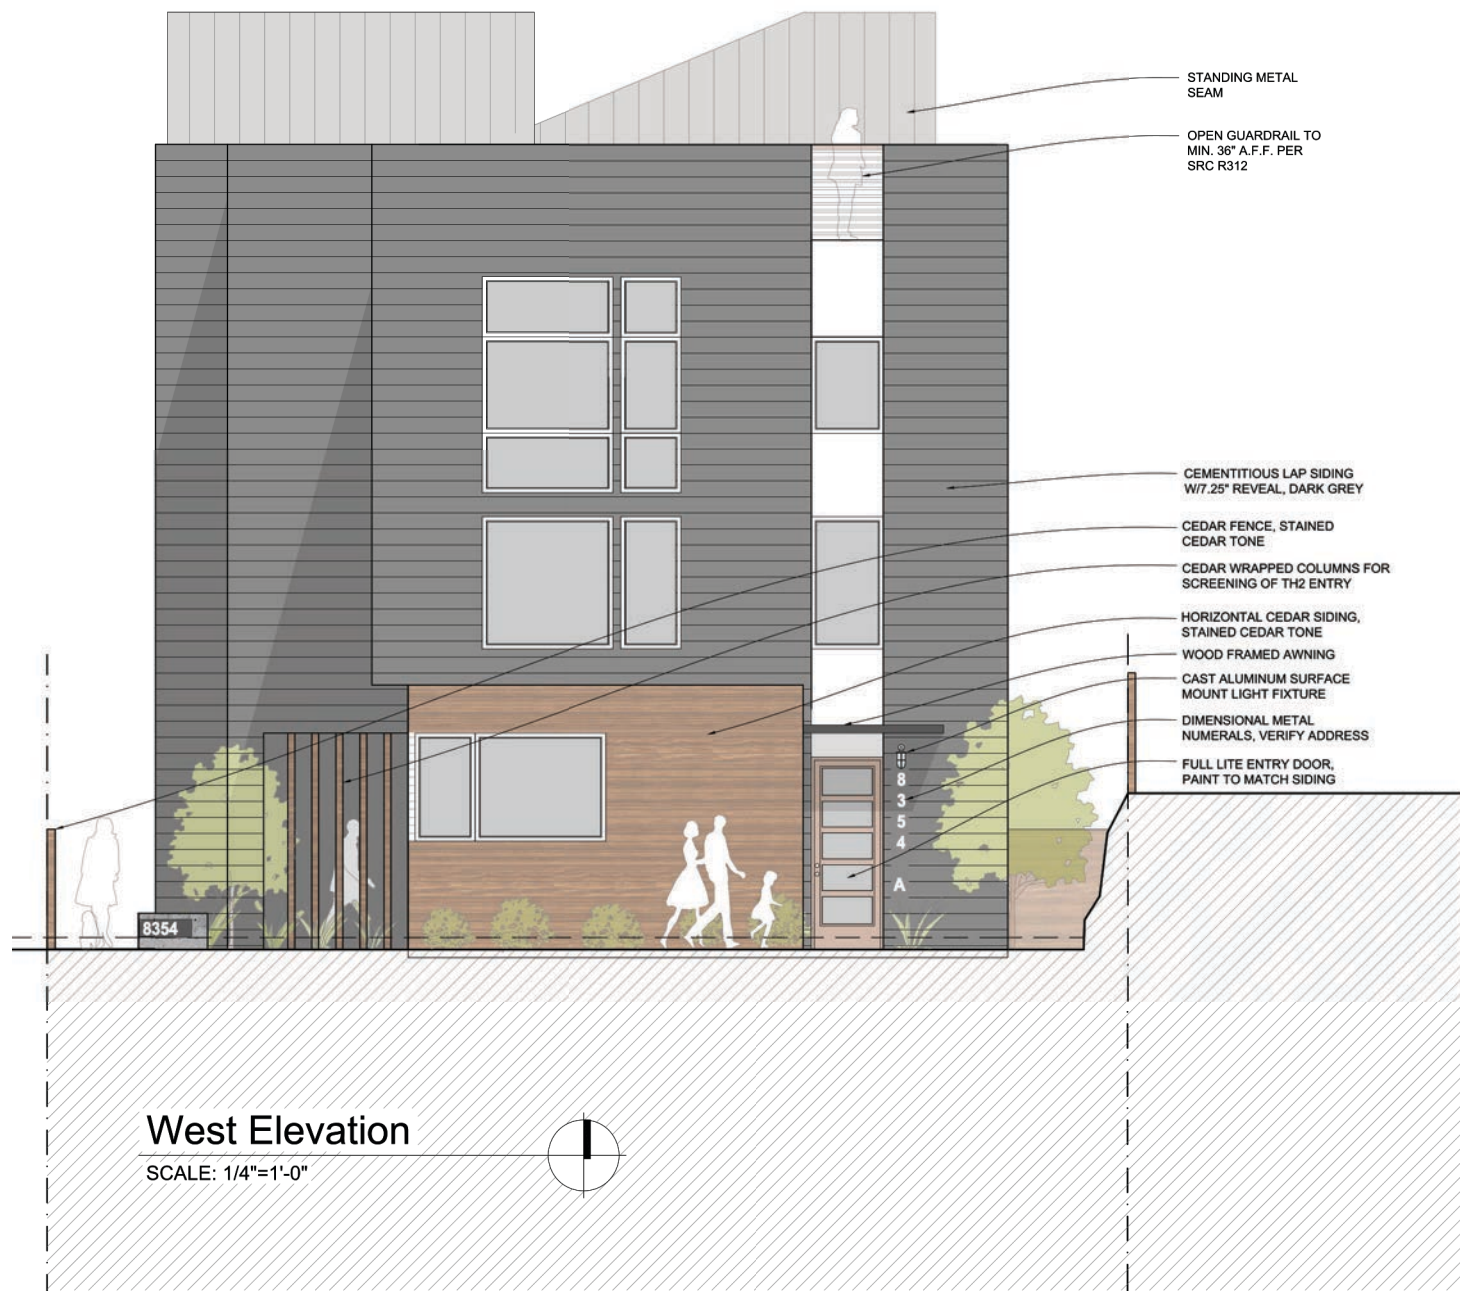 STANDING METAL
SEAM
OPEN GUARDRAIL TO
MIN. 36" A.F.F. PER
SRC R312
CEMENTITIOUS LAP SIDING
W/7.25" REVEAL, DARK GREY
CEDAR FENCE, STAINED
CEDAR TONE
CEDAR WRAPPED COLUMNS FOR
SCREENING OF TH2 ENTRY
HORIZONTAL CEDAR SIDING,
STAINED CEDAR TONE
WOOD FRAMED AWNING
CAST ALUMINUM SURFACE
MOUNT LIGHT FIXTURE
DIMENSIONAL METAL
NUMERALS, VERIFY ADDRESS
FULL LITE ENTRY DOOR,
PAINT TO MATCH SIDING
8
3
5
4
A
8354
West Elevation
SCALE: 1/4"=1'-0"